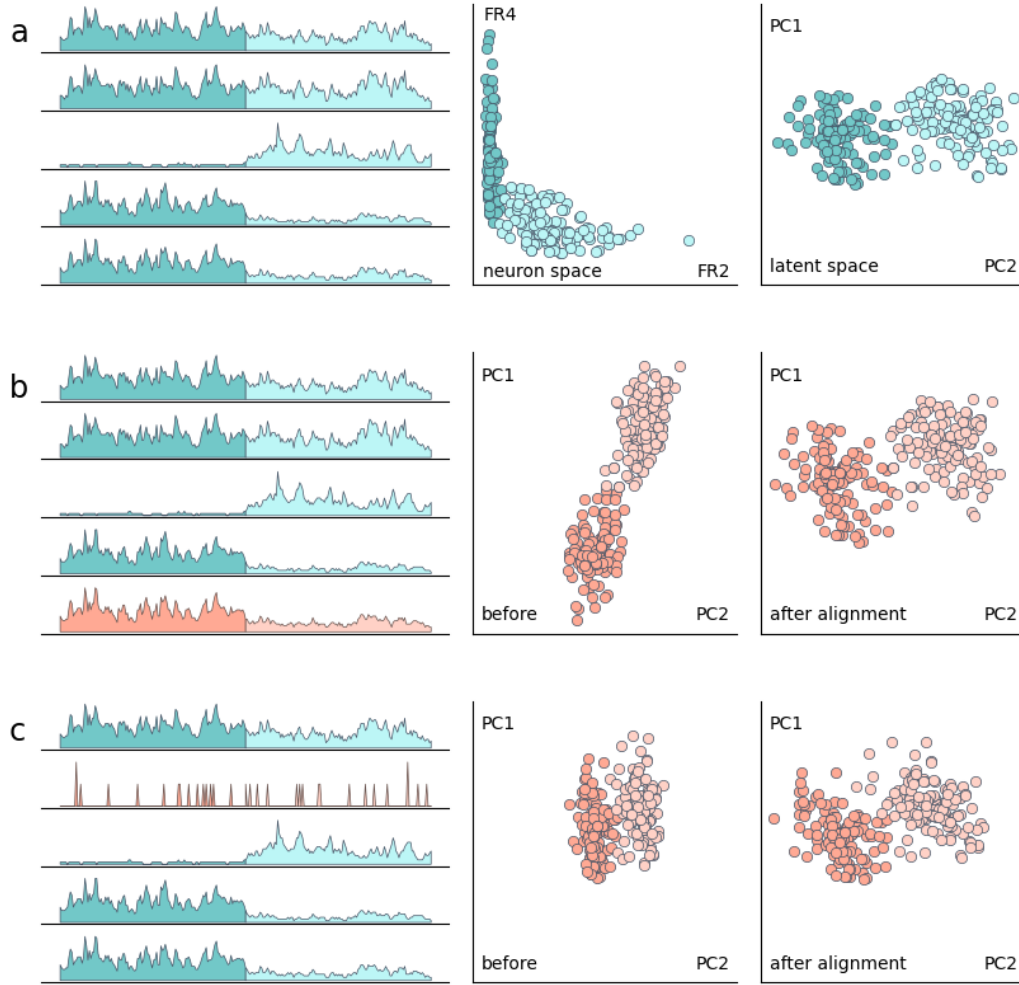 a
FR4
neuron space
FR2
PC1
latent space
PC2
b
PC1
before
PC2
PC1
after alignment
PC2
c
PC1
before
PC2
PC1
after alignment
PC2